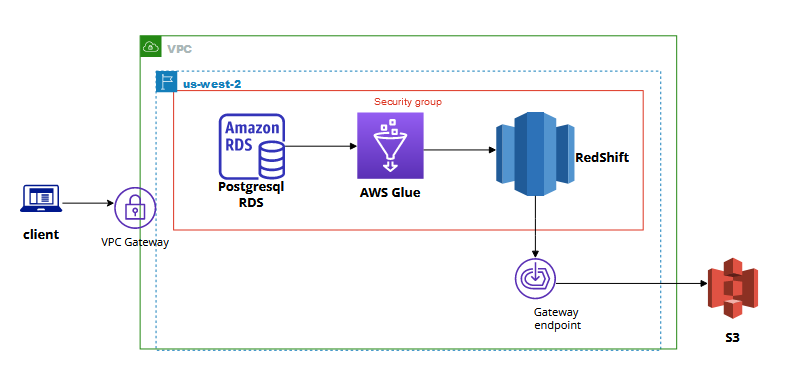 VPC
us-west-2
Security group
Amazon
RDS
Postgresql
RDS
AWS Glue
RedShift
client
VPC Gateway
Gateway
endpoint
S3